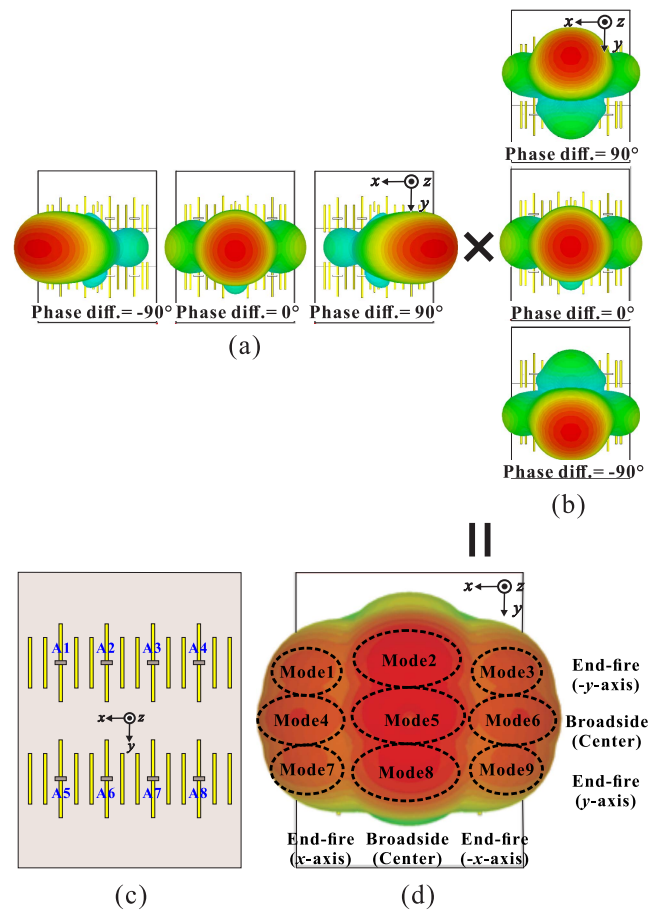 x z
y
Phase diff.= 90°
x z
y
Phase diff.= -90°
Phase diff.= 0°
Phase diff.= 90°
Phase diff.= 0°
(a)
Phase diff.= -90°
(b)
x z
y
A1 A2 A3 A4
x z
y
A5 A6 A7 A8
(c)
Mode1 Mode2 Mode3
Mode4 Mode5 Mode6
Mode7 Mode8 Mode9
End-fire
(-y-axis)
Broadside
(Center)
End-fire
(y-axis)
End-fire
(x-axis)
Broadside
(Center)
End-fire
(-x-axis)
(d)